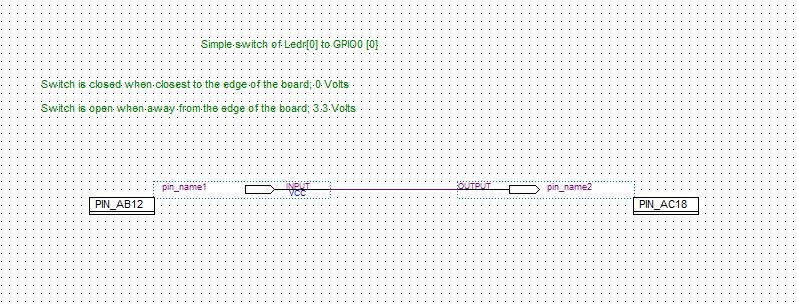 Simple switch of Ledr[0] to GPIO0 [0]
Switch is closed when closest to the edge of the board; 0 Volts
Switch is open when away from the edge of the board; 3.3 Volts
pin_name1 INPUT OUTPUT pin_name2
VCC
PIN_AB12 PIN_AC18